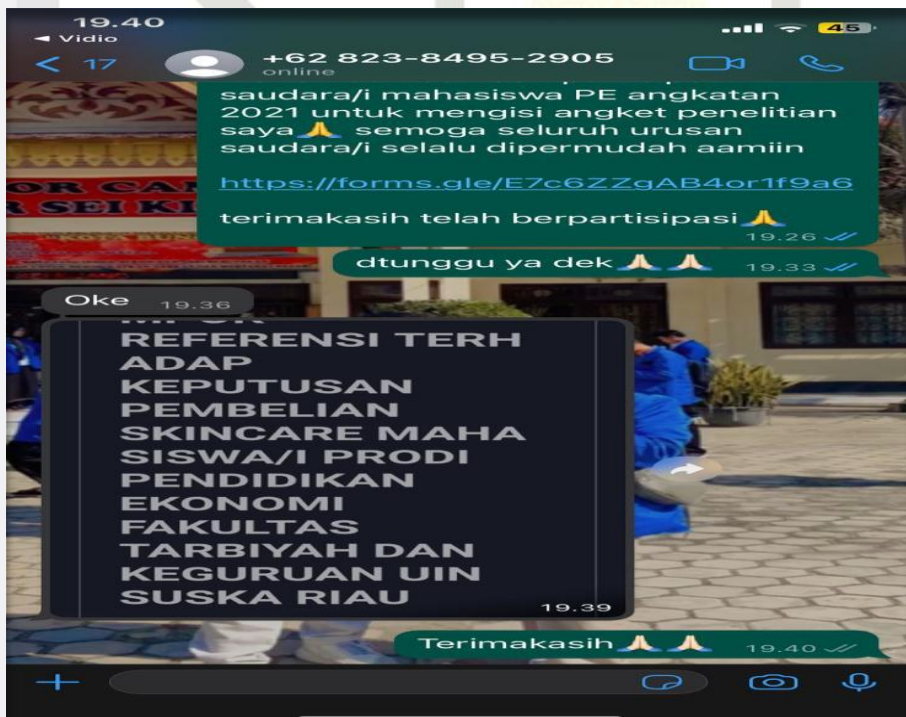 19.40
◄ Vidio
45
17
+62 823-8495-2905
online
saudara/i mahasiswa PE angkatan
2021 untuk mengisi angket penelitian
saya🙏 semoga seluruh urusan
saudara/i selalu dipermudah aamiin
https://forms.gle/E7c6ZZgAB4or1f9a6
terimakasih telah berpartisipasi🙏
19.26
dtunggu ya dek🙏🏻🙏🏻
19.33
Oke
19.36
REFERENSI TERH
ADAP
KEPUTUSAN
PEMBELIAN
SKINCARE MAHA
SISWA/I PRODI
PENDIDIKAN
EKONOMI
FAKULTAS
TARBIYAH DAN
KEGURUAN UIN
SUSKA RIAU
19.39
Terimakasih🙏🏻🙏🏻
19.40